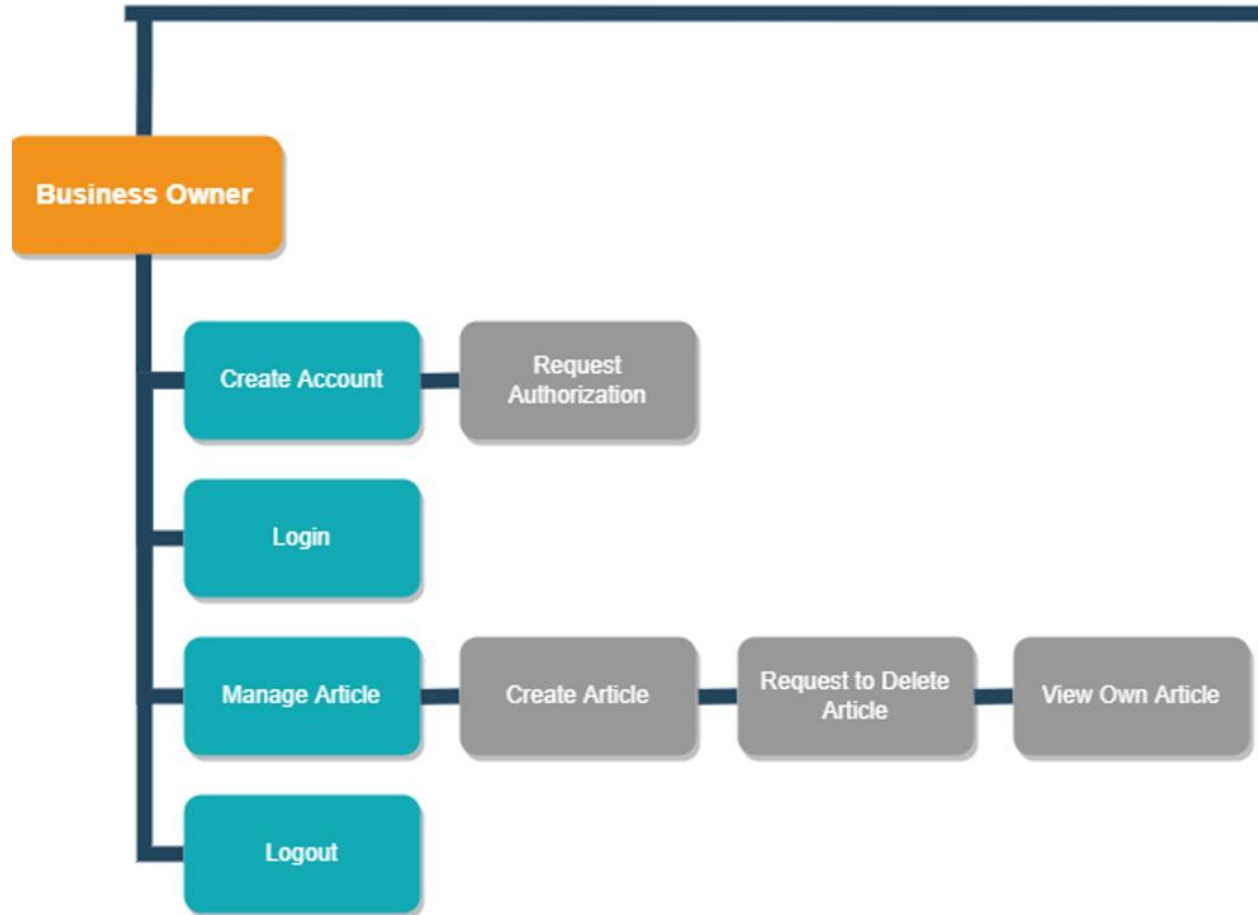 Business Owner
Create Account
Request
Authorization
Login
Manage Article
Create Article
Request to Delete
Article
View Own Article
Logout